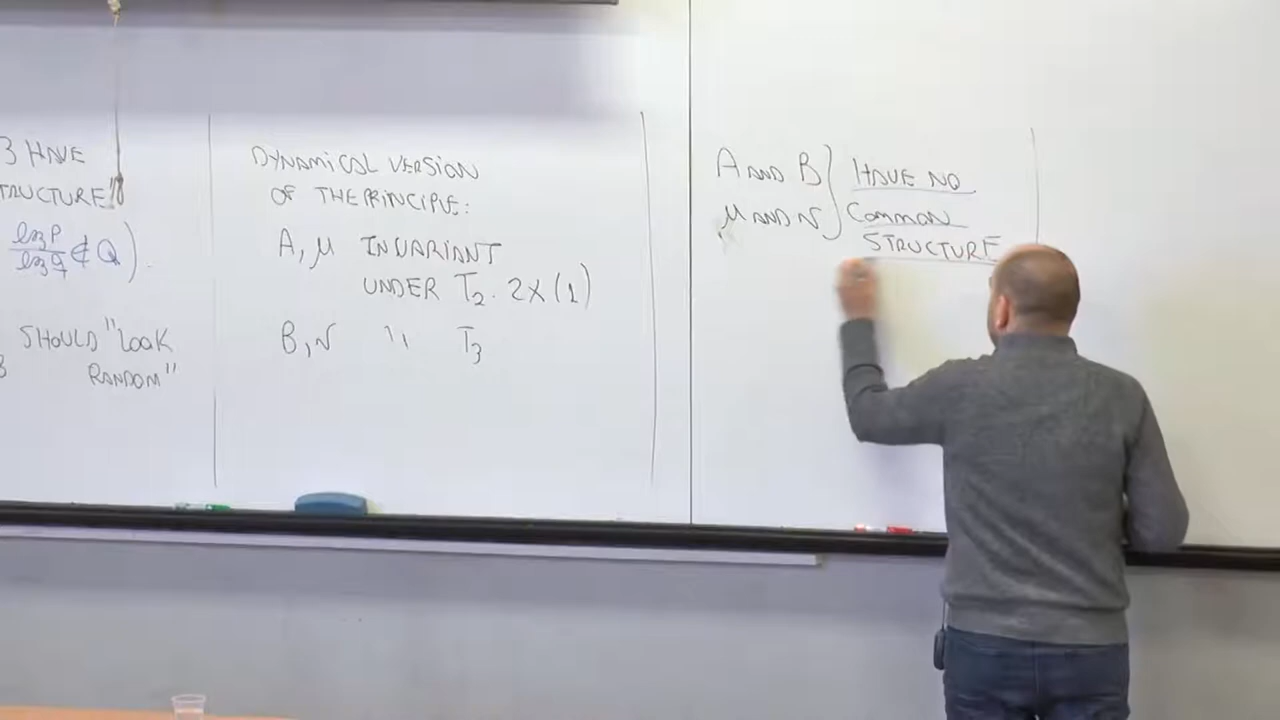 3 HAVE
STRUCTURE"
log p
log q ∉ Q)
SHOULD "LOOK
RANDOM"
DYNAMICAL VERSION
OF THE PRINCIPLE:
A, μ INVARIANT
UNDER T₂. 2X (1)
B, ν " T₃
A AND B } HAVE NO
μ AND ν COMMON
STRUCTURE